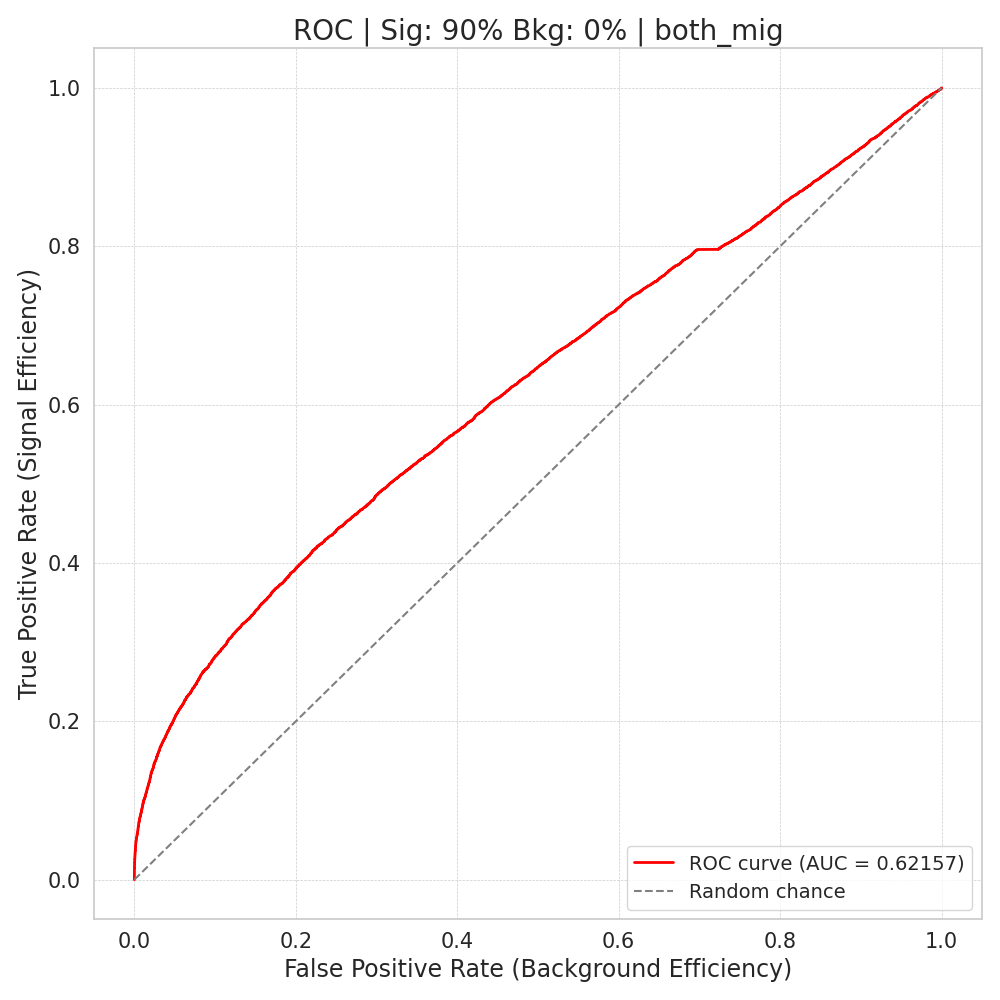 ROC | Sig: 90% Bkg: 0% | both_mig
1.0
0.8
0.6
0.4
0.2
0.0
True Positive Rate (Signal Efficiency)
ROC curve (AUC = 0.62157)
Random chance
0.0 0.2 0.4 0.6 0.8 1.0
False Positive Rate (Background Efficiency)